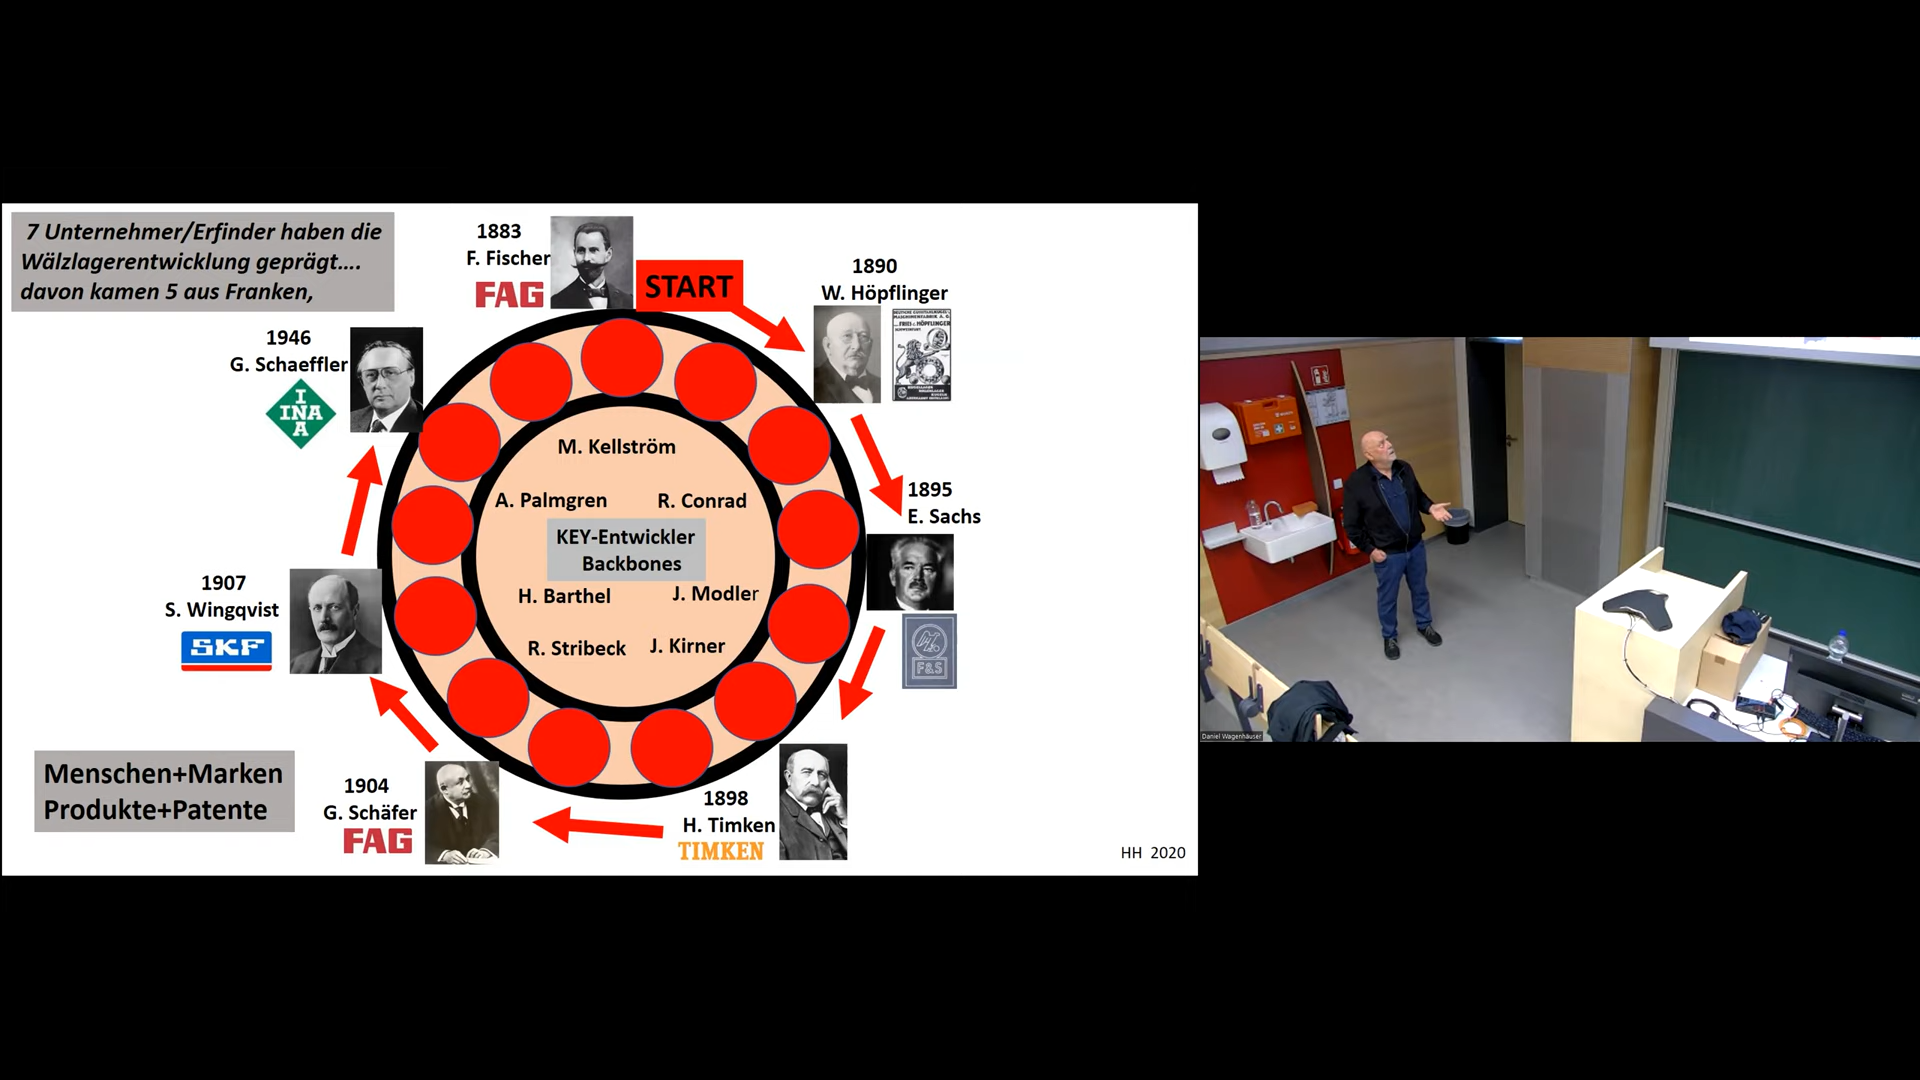 7 Unternehmer/Erfinder haben die
Wälzlagerentwicklung geprägt....
davon kamen 5 aus Franken,
1883
F. Fischer
FAG
START
1890
W. Höpflinger
1946
G. Schaeffler
INA
INA
1895
E. Sachs
F&S
M. Kellström
A. Palmgren
R. Conrad
KEY-Entwickler
Backbones
H. Barthel
J. Modler
R. Stribeck
J. Kirner
1907
S. Wingqvist
SKF
Menschen+Marken
Produkte+Patente
1904
G. Schäfer
FAG
1898
H. Timken
TIMKEN
HH 2020
Daniel Wagenhäuser